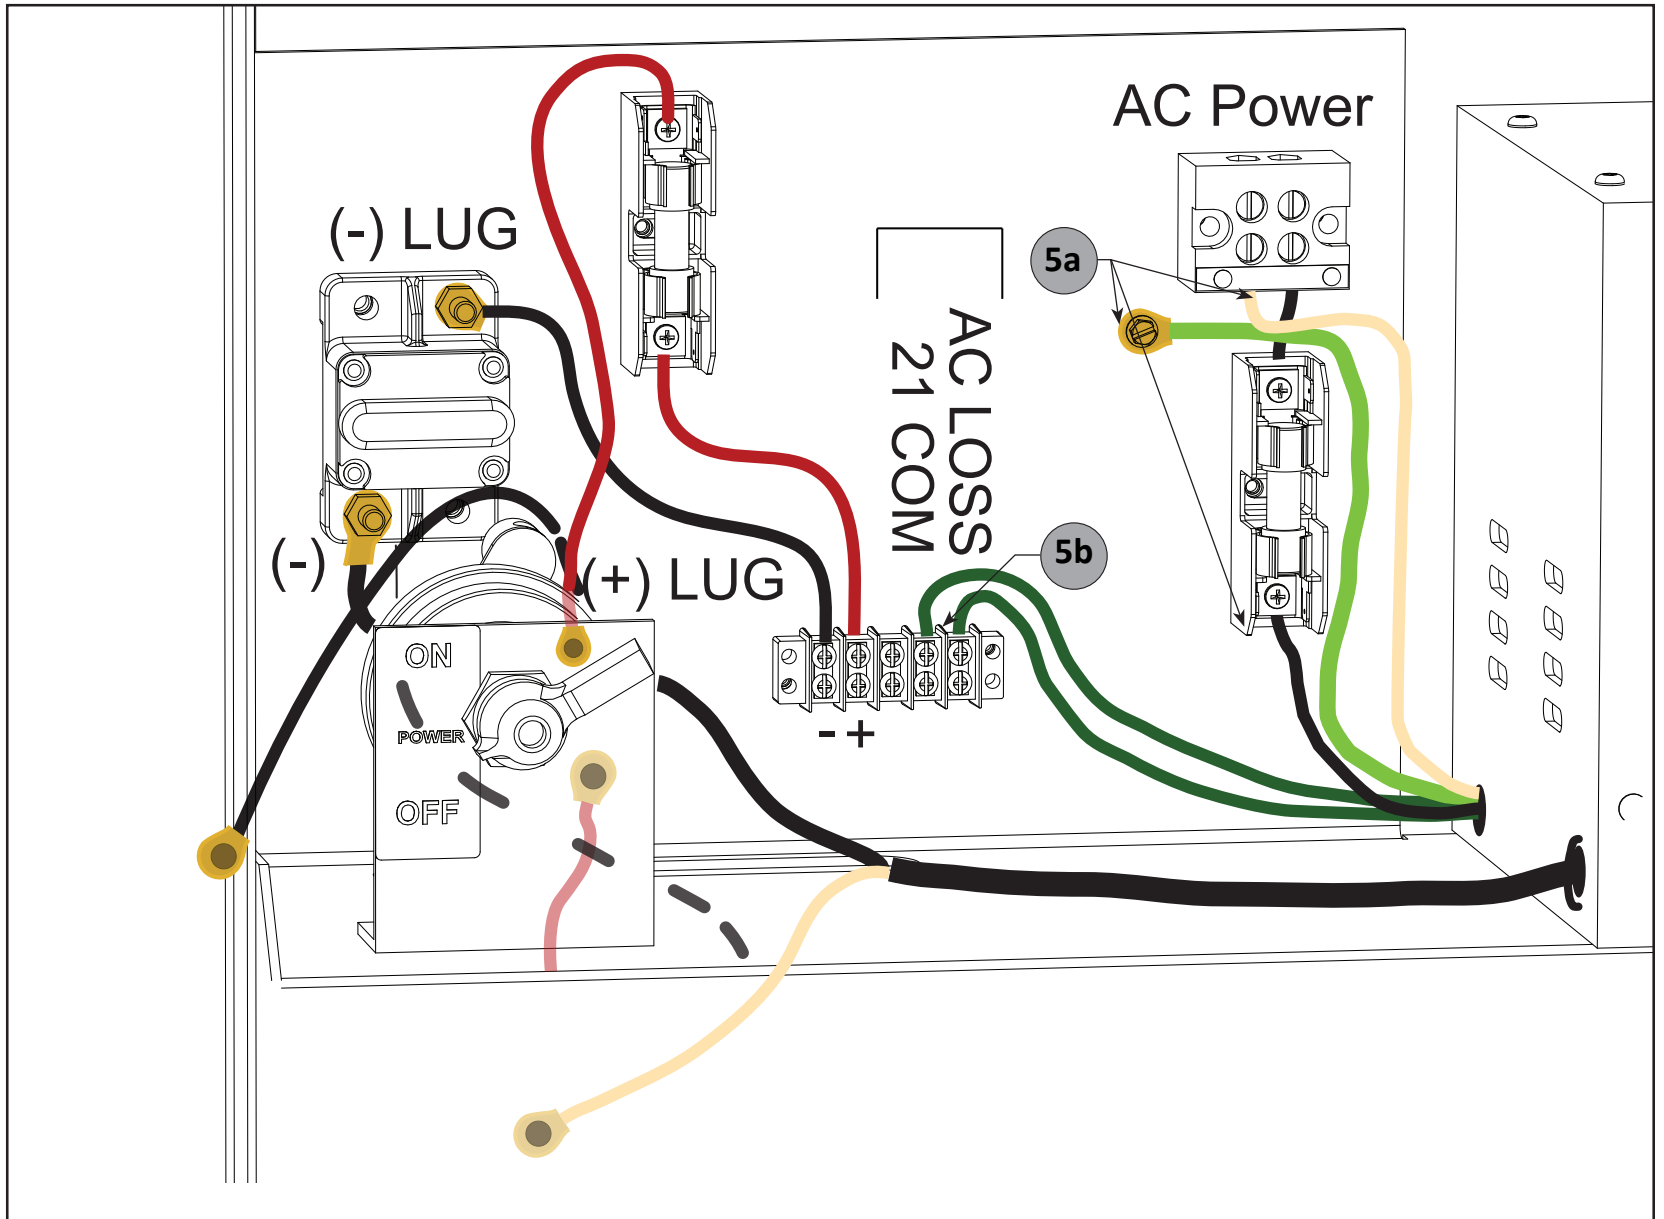 AC Power
(-) LUG
5a
AC LOSS
21 COM
5b
(-)
(+) LUG
ON
POWER
OFF
- +